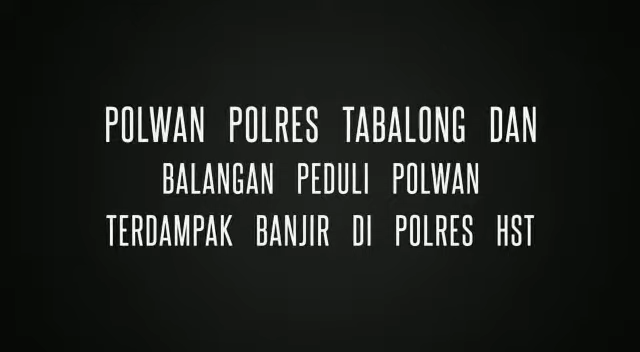 POLWAN POLRES TABALONG DAN
BALANGAN PEDULI POLWAN
TERDAMPAK BANJIR DI POLRES HST